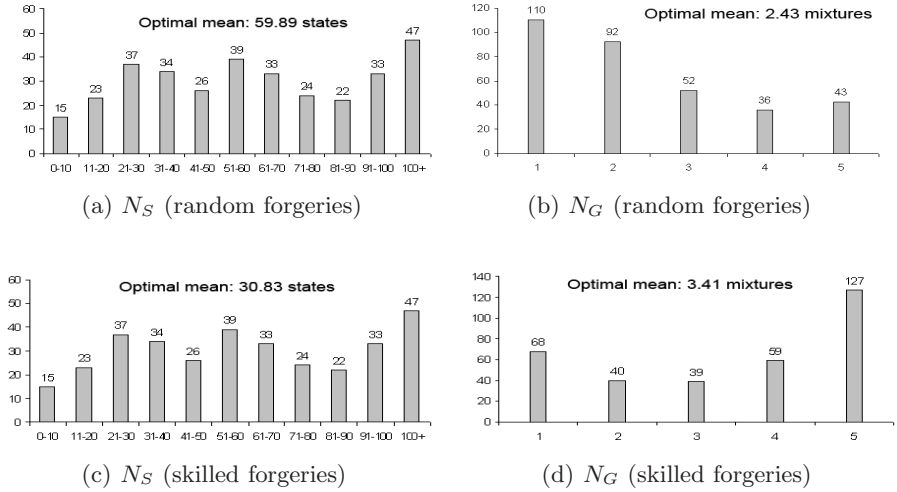 Optimal mean: 59.89 states
60
50
40
30
20
10
0
15 23 37 34 26 39 33 24 22 33 47
0-10 11-20 21-30 31-40 41-50 51-60 61-70 71-80 81-90 91-100 100+
(a) N_S (random forgeries)
Optimal mean: 2.43 mixtures
120
100
80
60
40
20
0
110 92 52 36 43
1 2 3 4 5
(b) N_G (random forgeries)
Optimal mean: 30.83 states
60
50
40
30
20
10
0
15 23 37 34 26 39 33 24 22 33 47
0-10 11-20 21-30 31-40 41-50 51-60 61-70 71-80 81-90 91-100 100+
(c) N_S (skilled forgeries)
Optimal mean: 3.41 mixtures
140
120
100
80
60
40
20
0
68 40 39 59 127
1 2 3 4 5
(d) N_G (skilled forgeries)